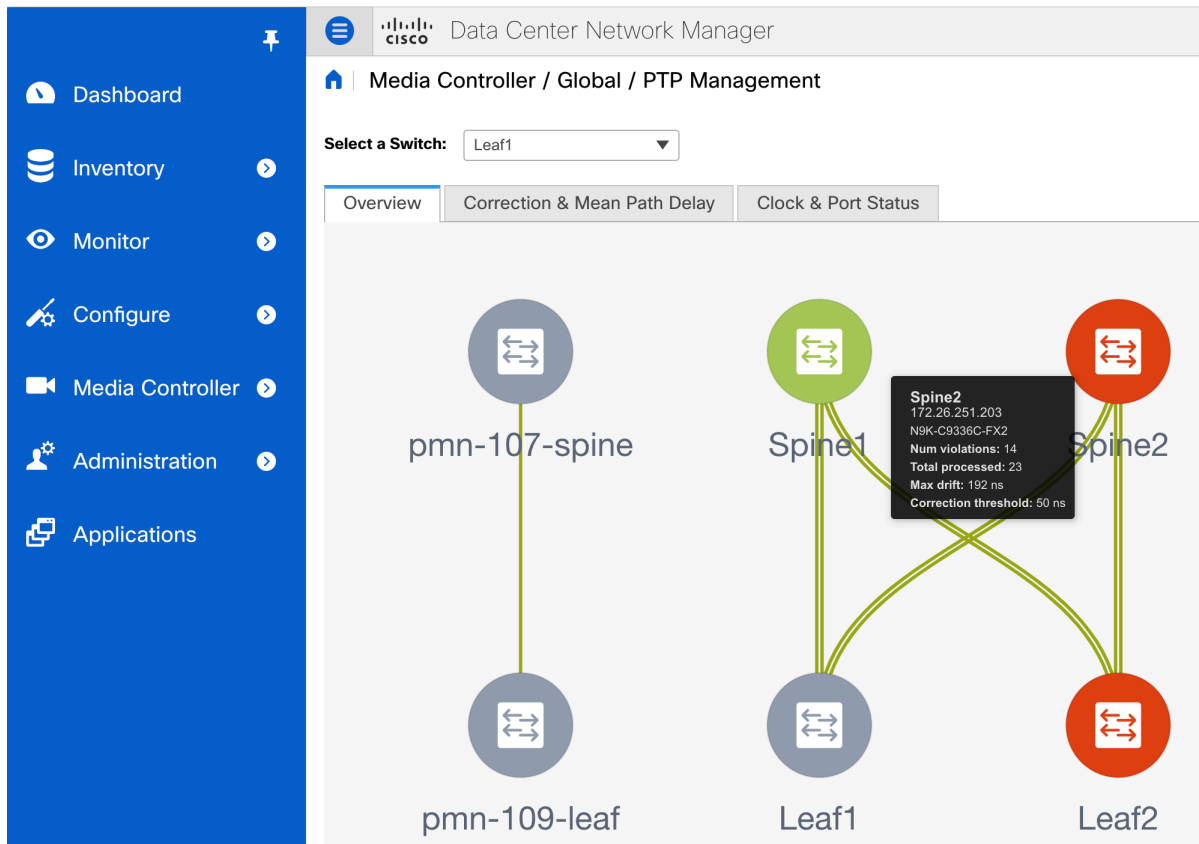 CISCO
Data Center Network Manager
Media Controller / Global / PTP Management
Dashboard
Inventory
Monitor
Configure
Media Controller
Administration
Applications
Select a Switch: Leaf1
Overview
Correction & Mean Path Delay
Clock & Port Status
pmn-107-spine
Spine1
Spine2
Spine2
172.26.251.203
N9K-C9336C-FX2
Num violations: 14
Total processed: 23
Max drift: 192 ns
Correction threshold: 50 ns
pmn-109-leaf
Leaf1
Leaf2